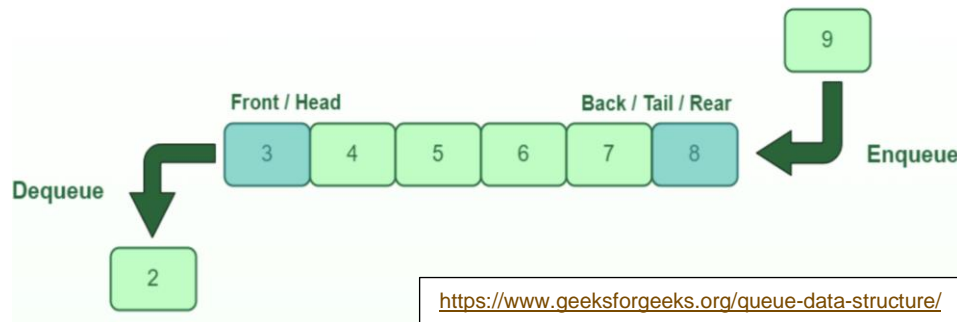 9
Front / Head
Back / Tail / Rear
3 4 5 6 7 8
Enqueue
Dequeue
2
https://www.geeksforgeeks.org/queue-data-structure/